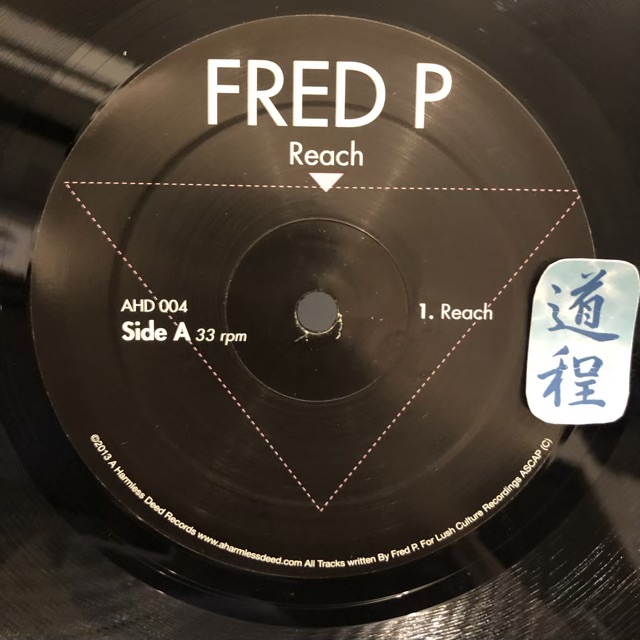 FRED P
Reach
AHD 004
Side A 33 rpm
1. Reach
道程
©2013 A Harmless Deed Records www.aharmlessdeed.com All Tracks written By Fred P. For Lush Culture Recordings ASCAP (C)